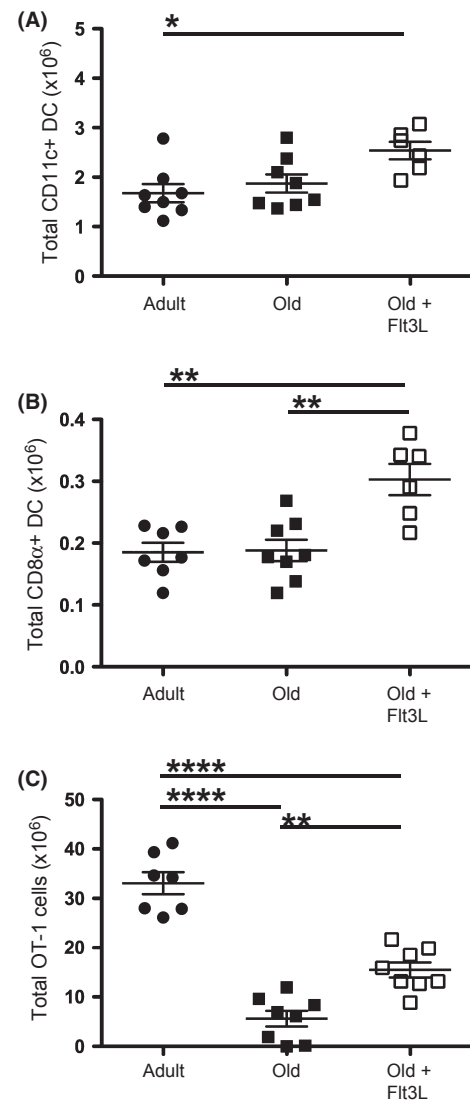 (A)
*
Total CD11c+ DC (x10⁶)
5
4
3
2
1
0
Adult
Old
Old +
Flt3L
(B)
**
**
Total CD8α+ DC (x10⁶)
0.4
0.3
0.2
0.1
0.0
Adult
Old
Old +
Flt3L
(C)
****
****
**
Total OT-1 cells (x10⁶)
50
40
30
20
10
0
Adult
Old
Old +
Flt3L